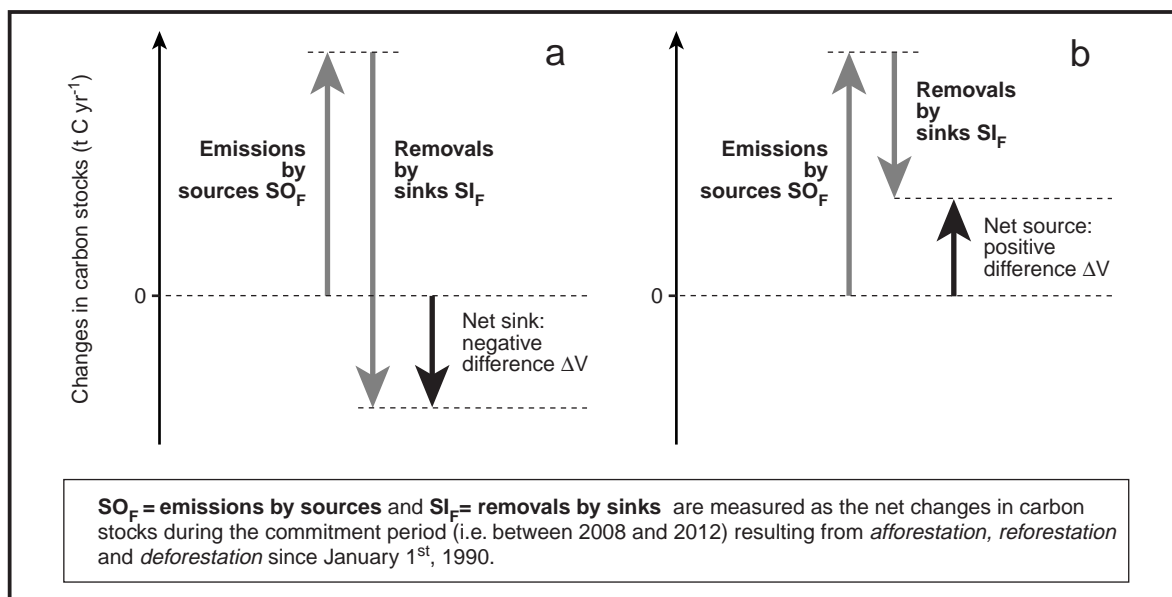 Changes in carbon stocks (t C yr-1)
a
Emissions
by
sources SOF
Removals
by
sinks SIF
0
Net sink:
negative
difference ΔV
b
Emissions
by
sources SOF
Removals
by
sinks SIF
Net source:
positive
difference ΔV
0
SOF = emissions by sources and SIF= removals by sinks are measured as the net changes in carbon
stocks during the commitment period (i.e. between 2008 and 2012) resulting from afforestation, reforestation
and deforestation since January 1st, 1990.